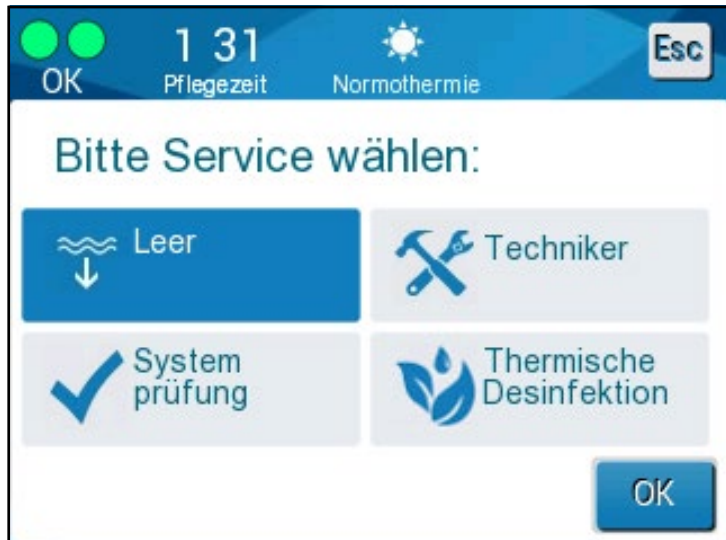 1 31
Esc
OK
Pflegezeit
Normothermie
Bitte Service wählen:
Leer
Techniker
System
prüfung
Thermische
Desinfektion
OK